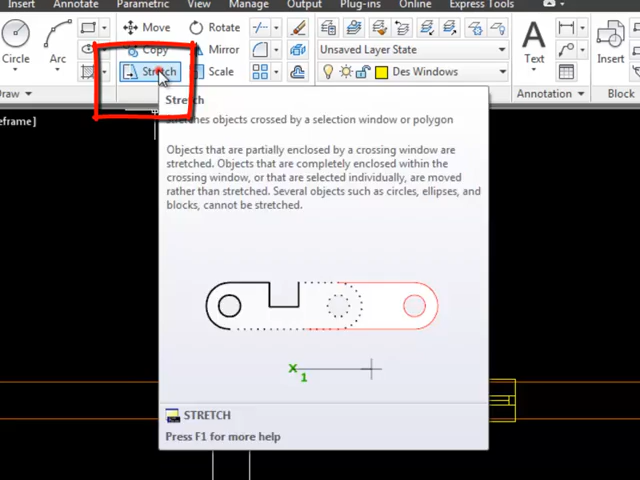 Insert Annotate Parametric View Manage Output Plug-ins Online Express Tools
Move Rotate
Circle Arc Copy Mirror Unsaved Layer State Text Insert
Stretch Scale Des Windows
Draw Annotation Block
eframe]
Stretch
Stretches objects crossed by a selection window or polygon
Objects that are partially enclosed by a crossing window are
stretched. Objects that are completely enclosed within the
crossing window, or that are selected individually, are moved
rather than stretched. Several objects such as circles, ellipses, and
blocks, cannot be stretched.
1
STRETCH
Press F1 for more help